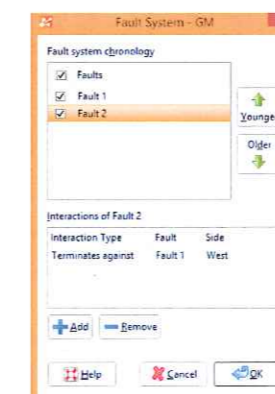 Fault System - GM
Fault system chronology
Faults
Fault 1
Fault 2
Younge
Older
Interactions of Fault 2
Interaction Type Fault Side
Terminates against Fault 1 West
Add Remove
Help Cancel OK